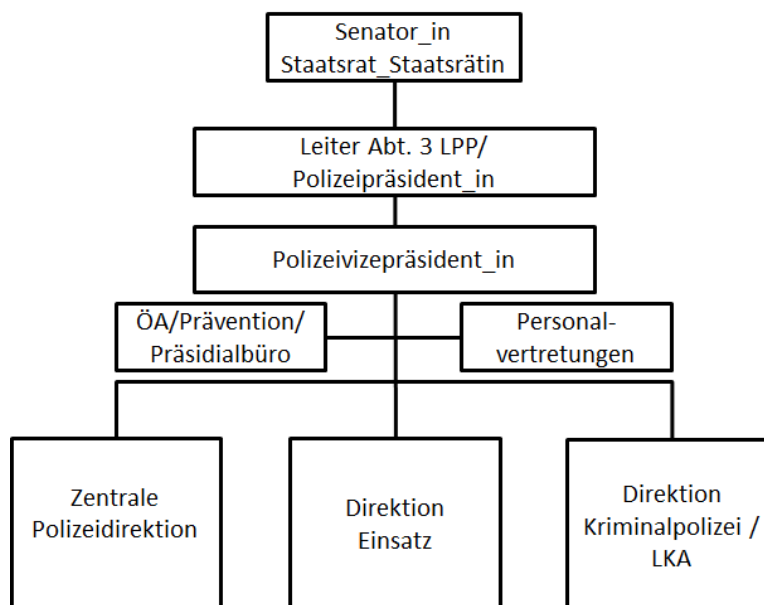 Senator_in
Staatsrat_Staatsrätin
Leiter Abt. 3 LPP/
Polizeipräsident_in
Polizeivizepräsident_in
ÖA/Prävention/
Präsidialbüro
Personal-
vertretungen
Zentrale
Polizeidirektion
Direktion
Einsatz
Direktion
Kriminalpolizei /
LKA